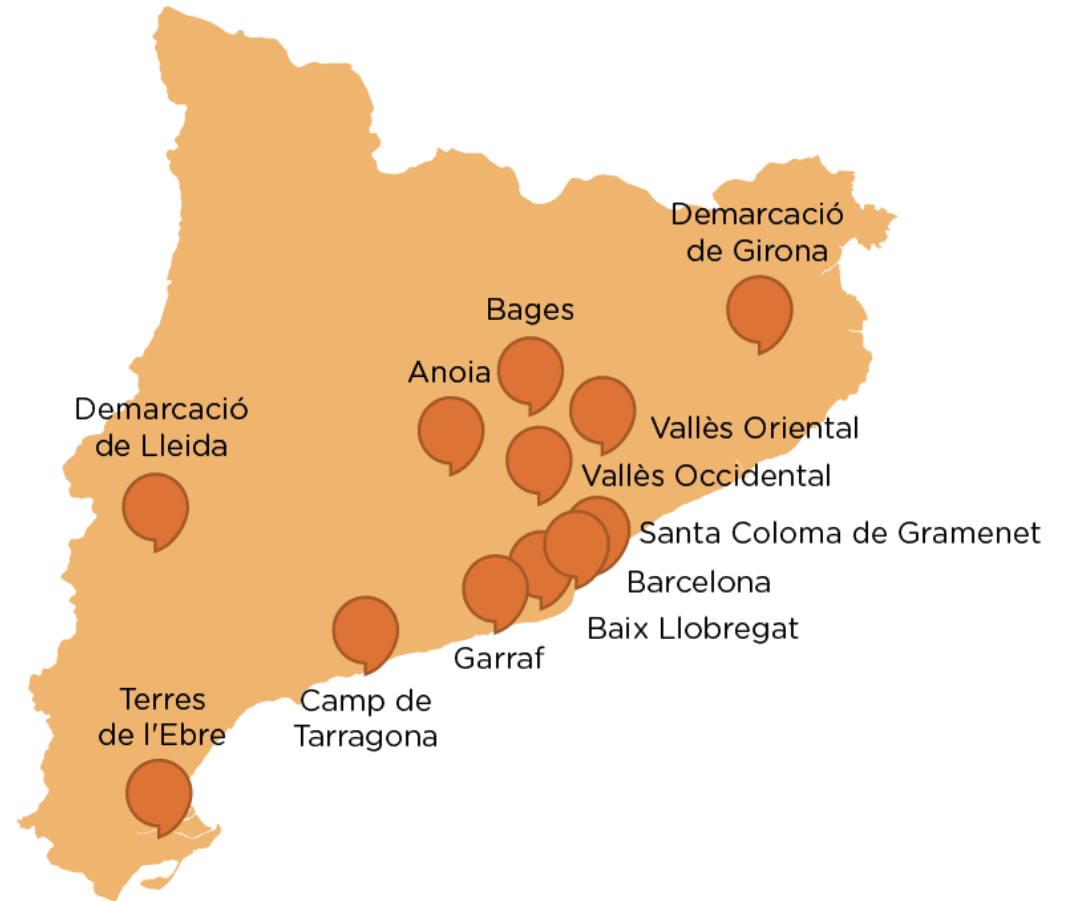 Demarcació
de Girona
Bages
Anoia
Demarcació
de Lleida
Vallès Oriental
Vallès Occidental
Santa Coloma de Gramenet
Barcelona
Baix Llobregat
Garraf
Terres
de l'Ebre
Camp de
Tarragona